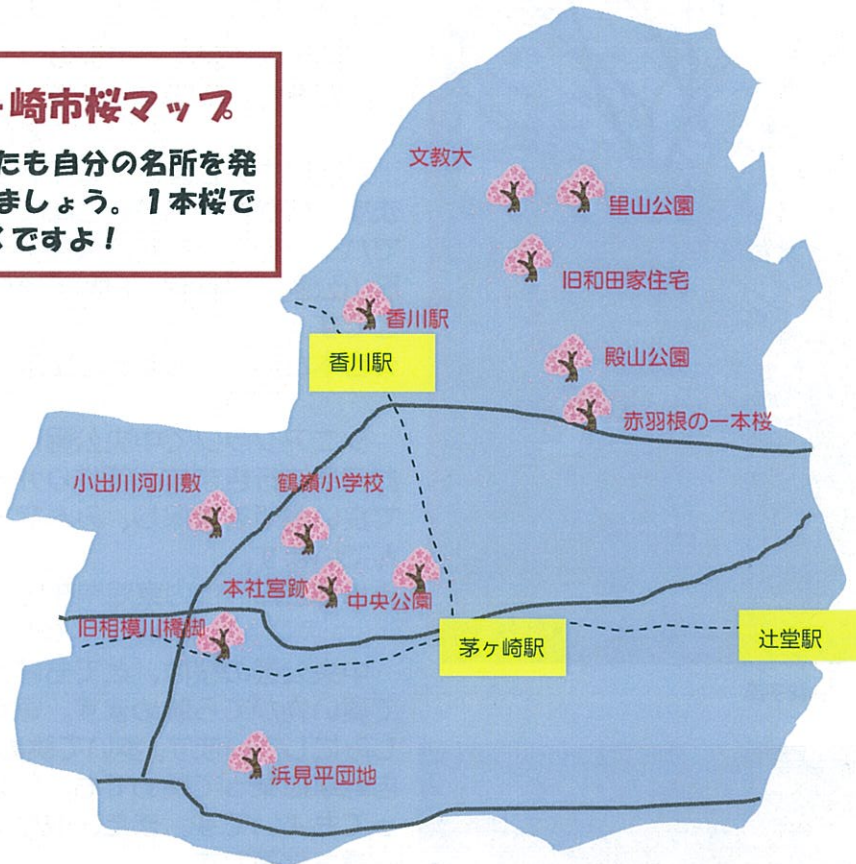 崎市桜マップ
たも自分の名所を発
ましょう。1本桜で
ですよ!
文教大
里山公園
旧和田家住宅
香川駅
香川駅
殿山公園
赤羽根の一本桜
小出川河川敷
鶴嶺小学校
本社宮跡
中央公園
旧相模川橋脚
茅ヶ崎駅
辻堂駅
浜見平団地